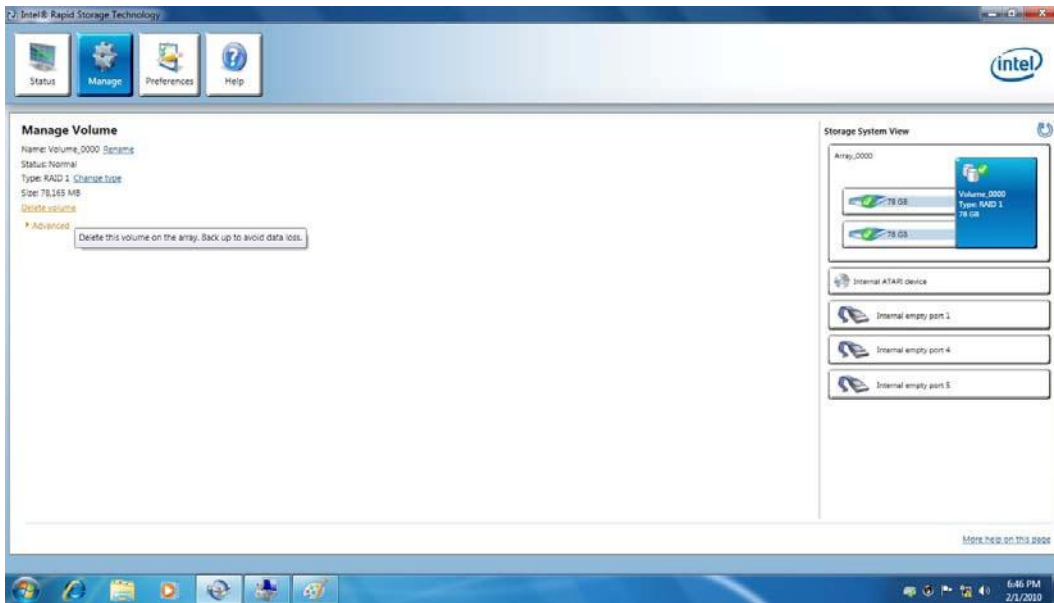 Intel® Rapid Storage Technology
Status
Manage
Preferences
Help
intel
Manage Volume
Name: Volume_0000 Rename
Status: Normal
Type: RAID 1 Change type
Size: 78,165 MB
Delete volume
Advanced
Delete this volume on the array. Back up to avoid data loss.
Storage System View
Array_0000
78 GB
78 GB
Volume_0000
Type: RAID 1
78 GB
Internal ATAPI device
Internal empty port 1
Internal empty port 4
Internal empty port 5
More help on this page
6:46 PM
2/1/2010